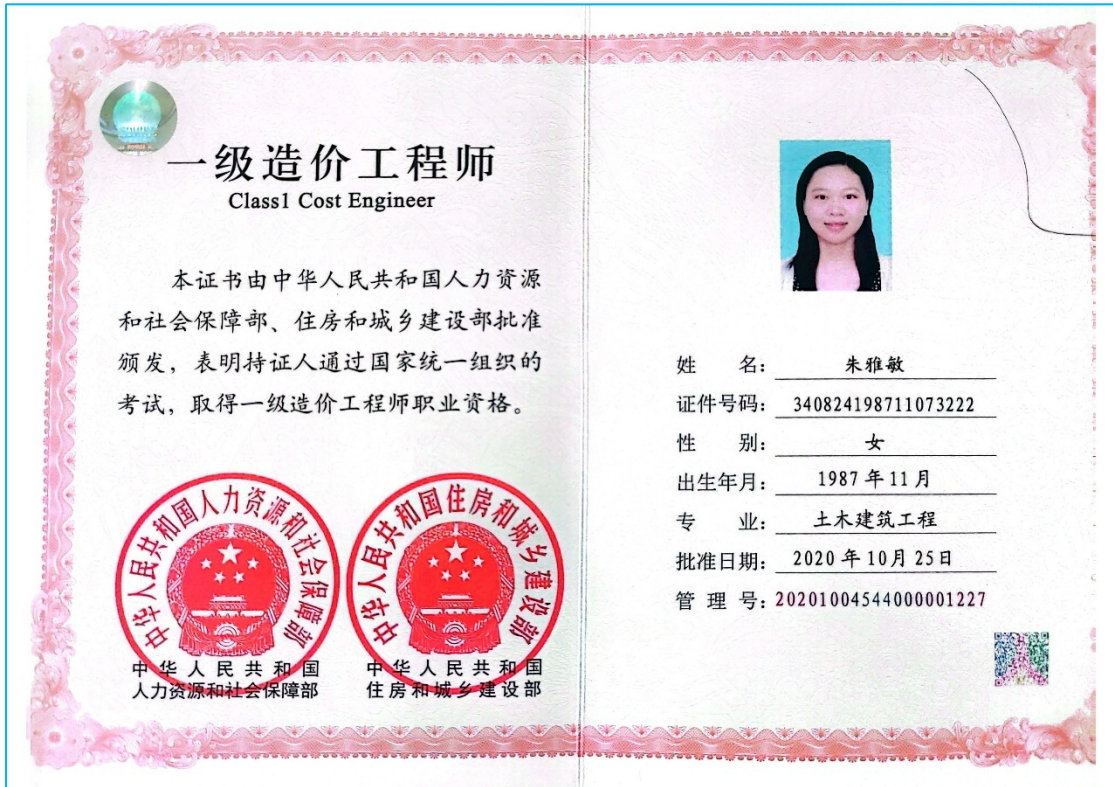 一级造价工程师
Class1 Cost Engineer
本证书由中华人民共和国人力资源
和社会保障部、住房和城乡建设部批准
颁发，表明持证人通过国家统一组织的
考试，取得一级造价工程师职业资格。
中华人民共和国人力资源和社会保障部
中华人民共和国住房和城乡建设部
中华人民共和国
人力资源和社会保障部
中华人民共和国
住房和城乡建设部
姓 名： 朱雅敏
证件号码： 340824198711073222
性 别： 女
出生年月： 1987年11月
专 业： 土木建筑工程
批准日期： 2020年10月25日
管 理 号：20201004544000001227